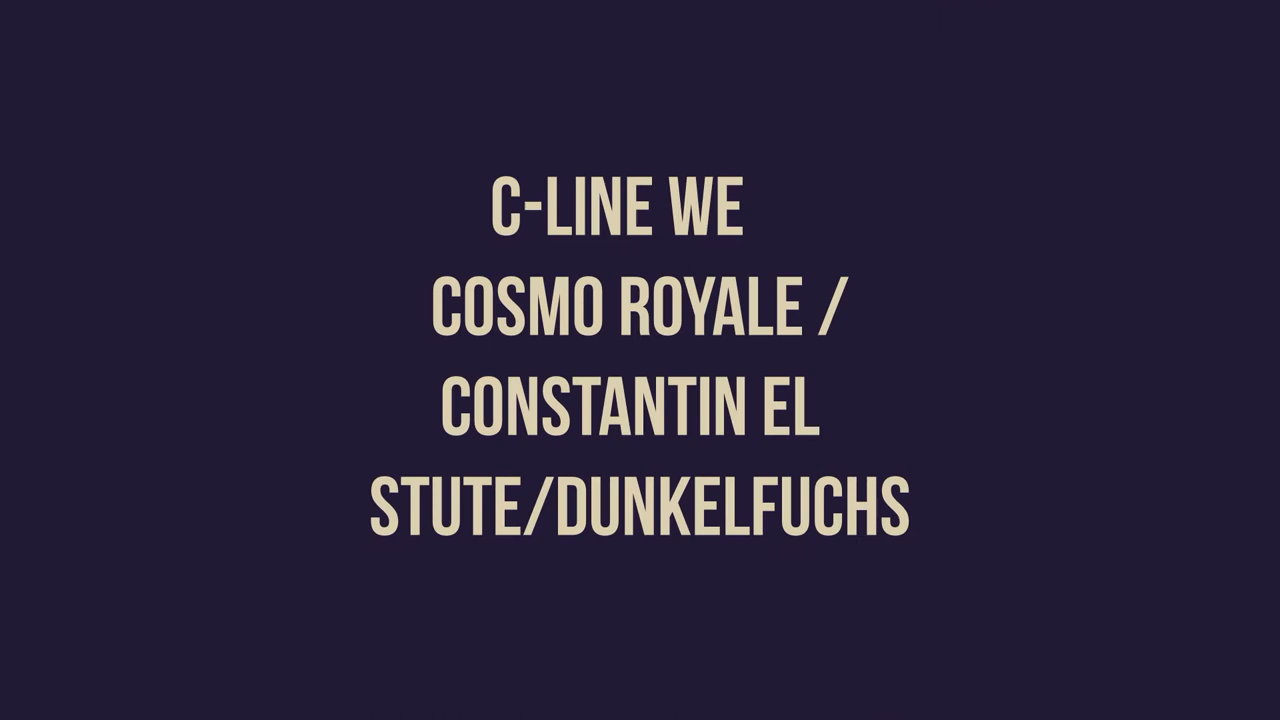 C-LINE WE
COSMO ROYALE /
CONSTANTIN EL
STUTE/DUNKELFUCHS